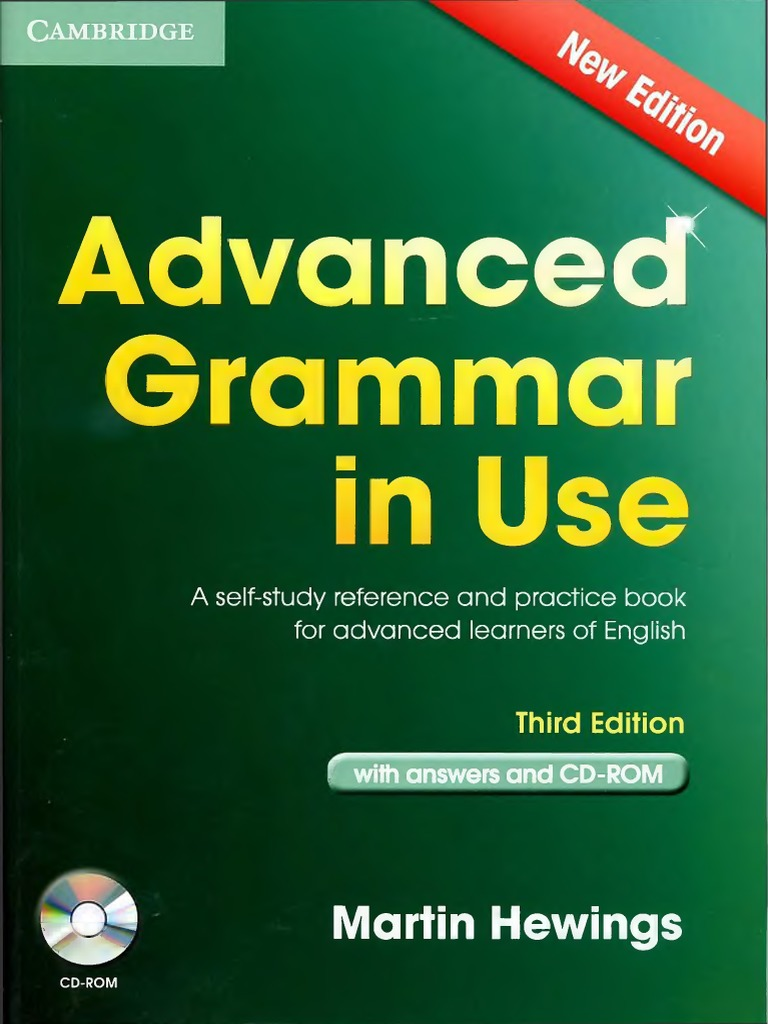 CAMBRIDGE
New Edition
Advanced
Grammar
in Use
A self-study reference and practice book
for advanced learners of English
Third Edition
with answers and CD-ROM
Martin Hewings
CD-ROM